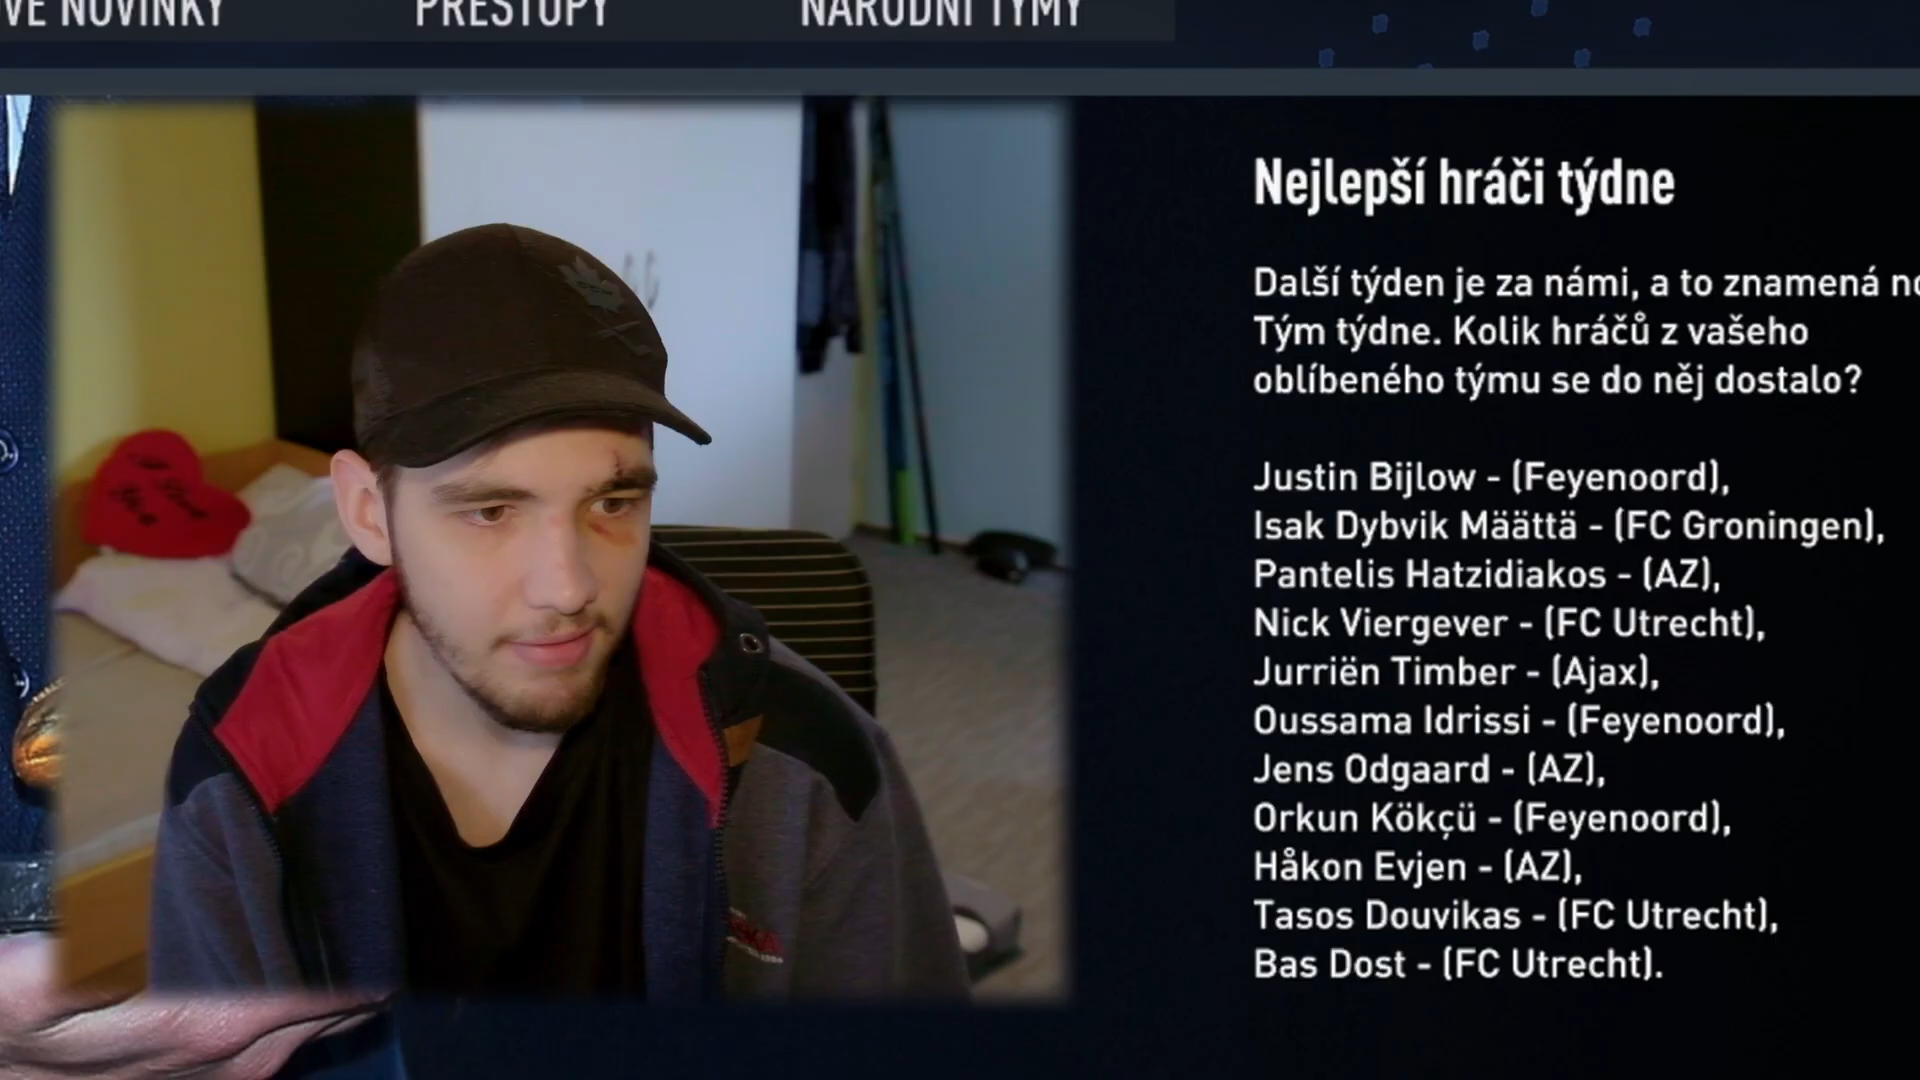 NOVINKY
PŘESTUPY
NÁRODNÍ TÝMY
Nejlepší hráči týdne
Další týden je za námi, a to znamená
Tým týdne. Kolik hráčů z vašeho
oblíbeného týmu se do něj dostalo?
Justin Bijlow - (Feyenoord),
Isak Dybvik Määttä - (FC Groningen),
Pantelis Hatzidiakos - (AZ),
Nick Viergever - (FC Utrecht),
Jurriën Timber - (Ajax),
Oussama Idrissi - (Feyenoord),
Jens Odgaard - (AZ),
Orkun Kökçü - (Feyenoord),
Håkon Evjen - (AZ),
Tasos Douvikas - (FC Utrecht),
Bas Dost - (FC Utrecht).